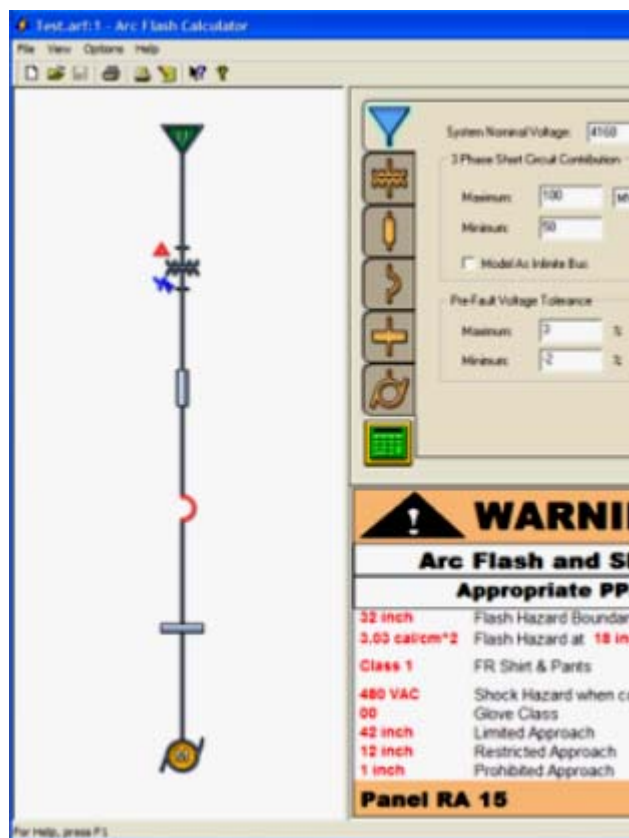 Test.arf:1 - Arc Flash Calculator
File View Options Help
U
System Nominal Voltage: 4160
3 Phase Short Circuit Contribution
Maximum: 100
Minimum: 50
Model As Infinite Bus
Pre-Fault Voltage Tolerance
Maximum: 3 %
Minimum: -2 %
WARNI
Arc Flash and S
Appropriate PP
32 inch Flash Hazard Boundar
3.03 cal/cm^2 Flash Hazard at 18 in
Class 1 FR Shirt & Pants
480 VAC Shock Hazard when c
00 Glove Class
42 inch Limited Approach
12 inch Restricted Approach
1 inch Prohibited Approach
Panel RA 15
For Help, press F1